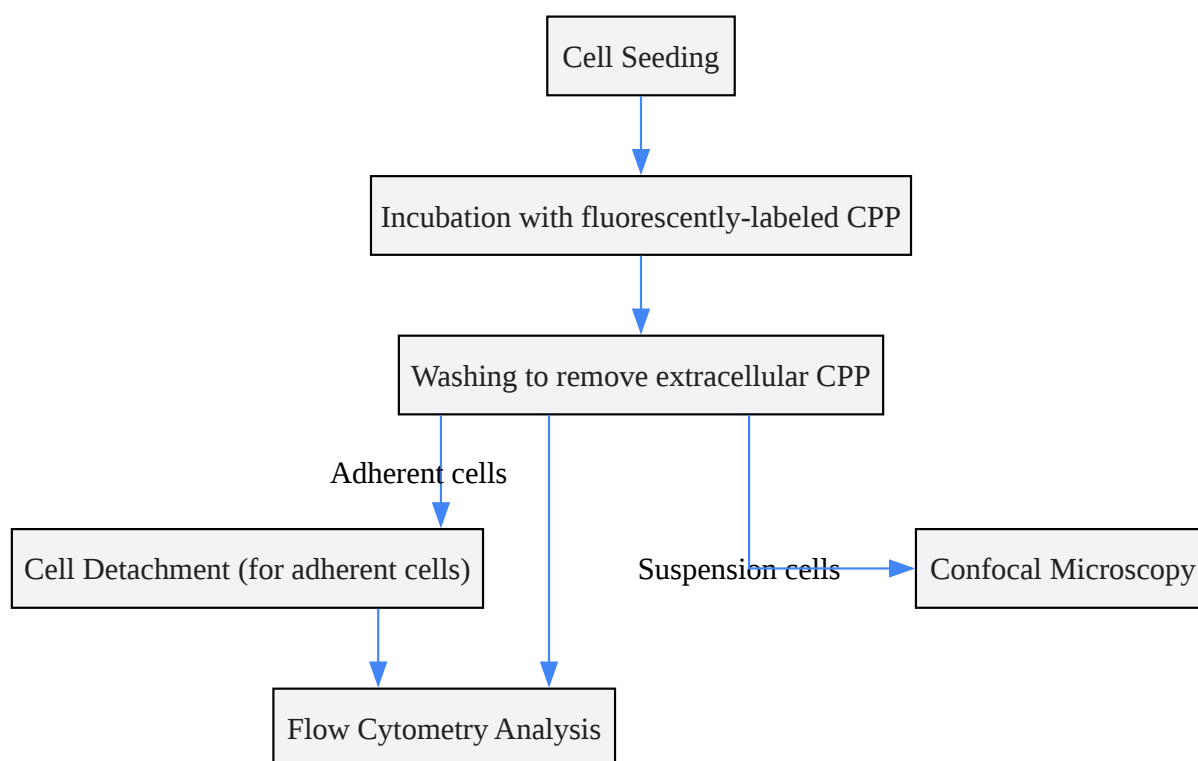 Cell Seeding
Incubation with fluorescently-labeled CPP
Washing to remove extracellular CPP
Adherent cells
Cell Detachment (for adherent cells)
Suspension cells
Confocal Microscopy
Flow Cytometry Analysis